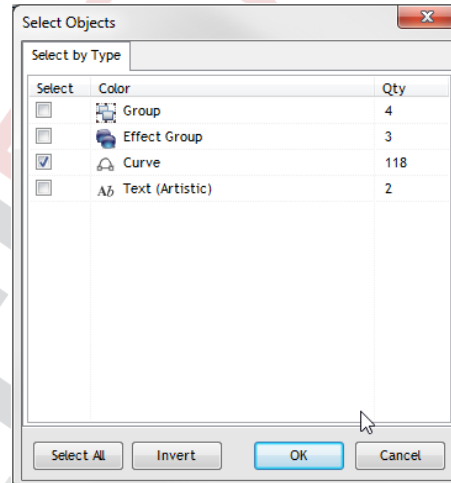 Select Objects
Select by Type
Select Color Qty
Group 4
Effect Group 3
Curve 118
Ab Text (Artistic) 2
Select All Invert OK Cancel